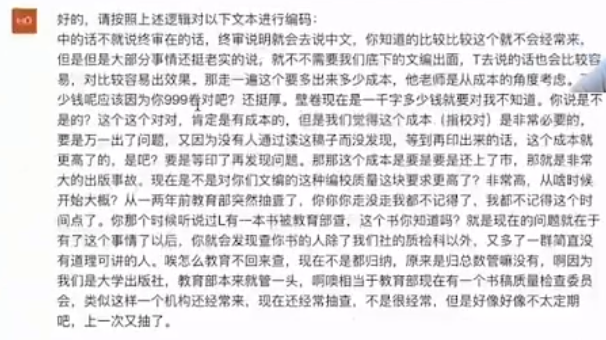 好的，请按照上述逻辑对以下文本进行编码：
中的话不就说终审在的话，终审说明就会去说中文，你知道的比较比较这个就不会经常来，
但是但是大部分事情还挺老实的说，就不不需要我们底下的文编出面，T去说的话也会比较容
易，对比较容易出效果。那走一遍这个要多出来多少成本，他老师是从成本的角度考虑。
少钱呢应该因为你999看对吧？还挺厚。壁卷现在是一千字多少钱就要对我不知道。你说是不
是的？这个这个对对，肯定是有成本的，但是我们觉得这个成本（指校对）是非常必要的，
要是万一出了问题，又因为没有人通过读这稿子而没发现，等到再印出来的话，这个成本就
更高了的，是吧？要是等印了再发现问题。那那这个成本是要是要是还上了市，那就是非常
大的出版事故。现在是不是对你们文编的这种编校质量这块要求更高了？非常高，从啥时候
开始大概？从一两年前教育部突然抽查了，你你你走没走我都不记得了，我都不记得这个时
间点了。你那个时候听说过L有一本书被教育部查，这个书你知道吗？就是现在的问题就在于
有了这个事情了以后，你就会发现查你书的人除了我们社的质检科以外，又多了一群简直没
有道理可讲的人。唉怎么教育不回来查，现在不是都归纳，原来是归总数管嘛没有，啊因为
我们是大学出版社，教育部本来就管一头，啊噢相当于教育部现在有一个书稿质量检查委员
会，类似这样一个机构还经常来，现在还经常抽查，不是很经常，但是好像好像不太定期
吧，上一次又抽了。